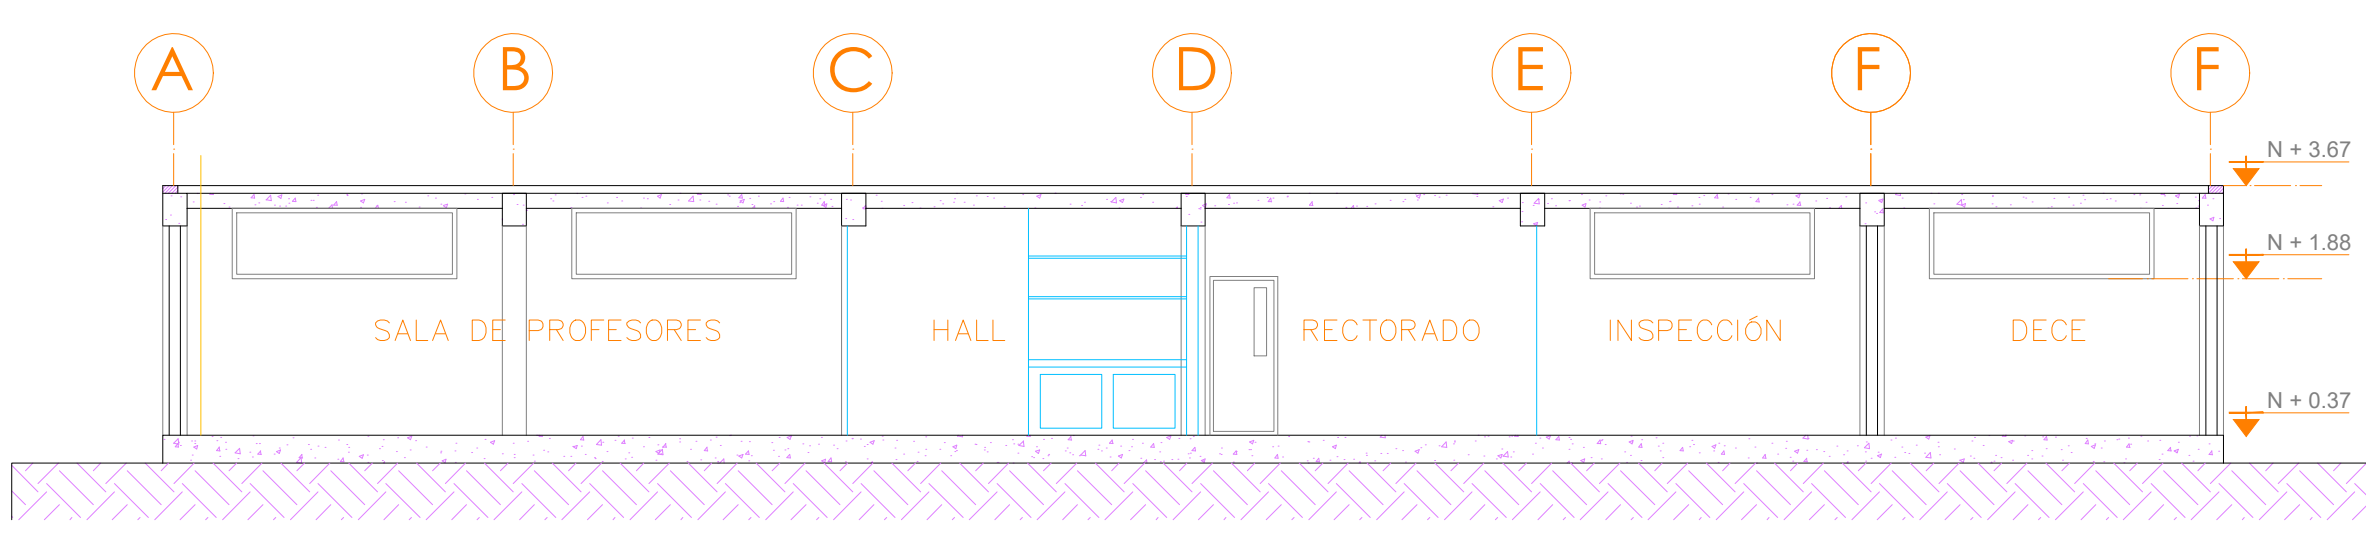 A B C D E F F
N + 3.67
N + 1.88
SALA DE PROFESORES HALL RECTORADO INSPECCIÓN DECE
N + 0.37